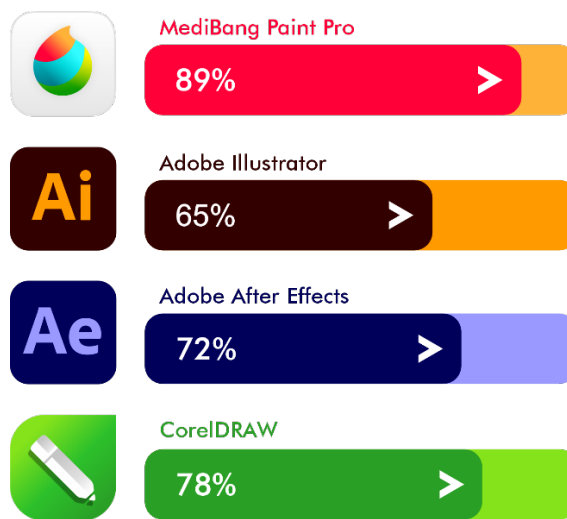 MediBang Paint Pro
89%
Adobe Illustrator
Ai
65%
Adobe After Effects
Ae
72%
CorelDRAW
78%